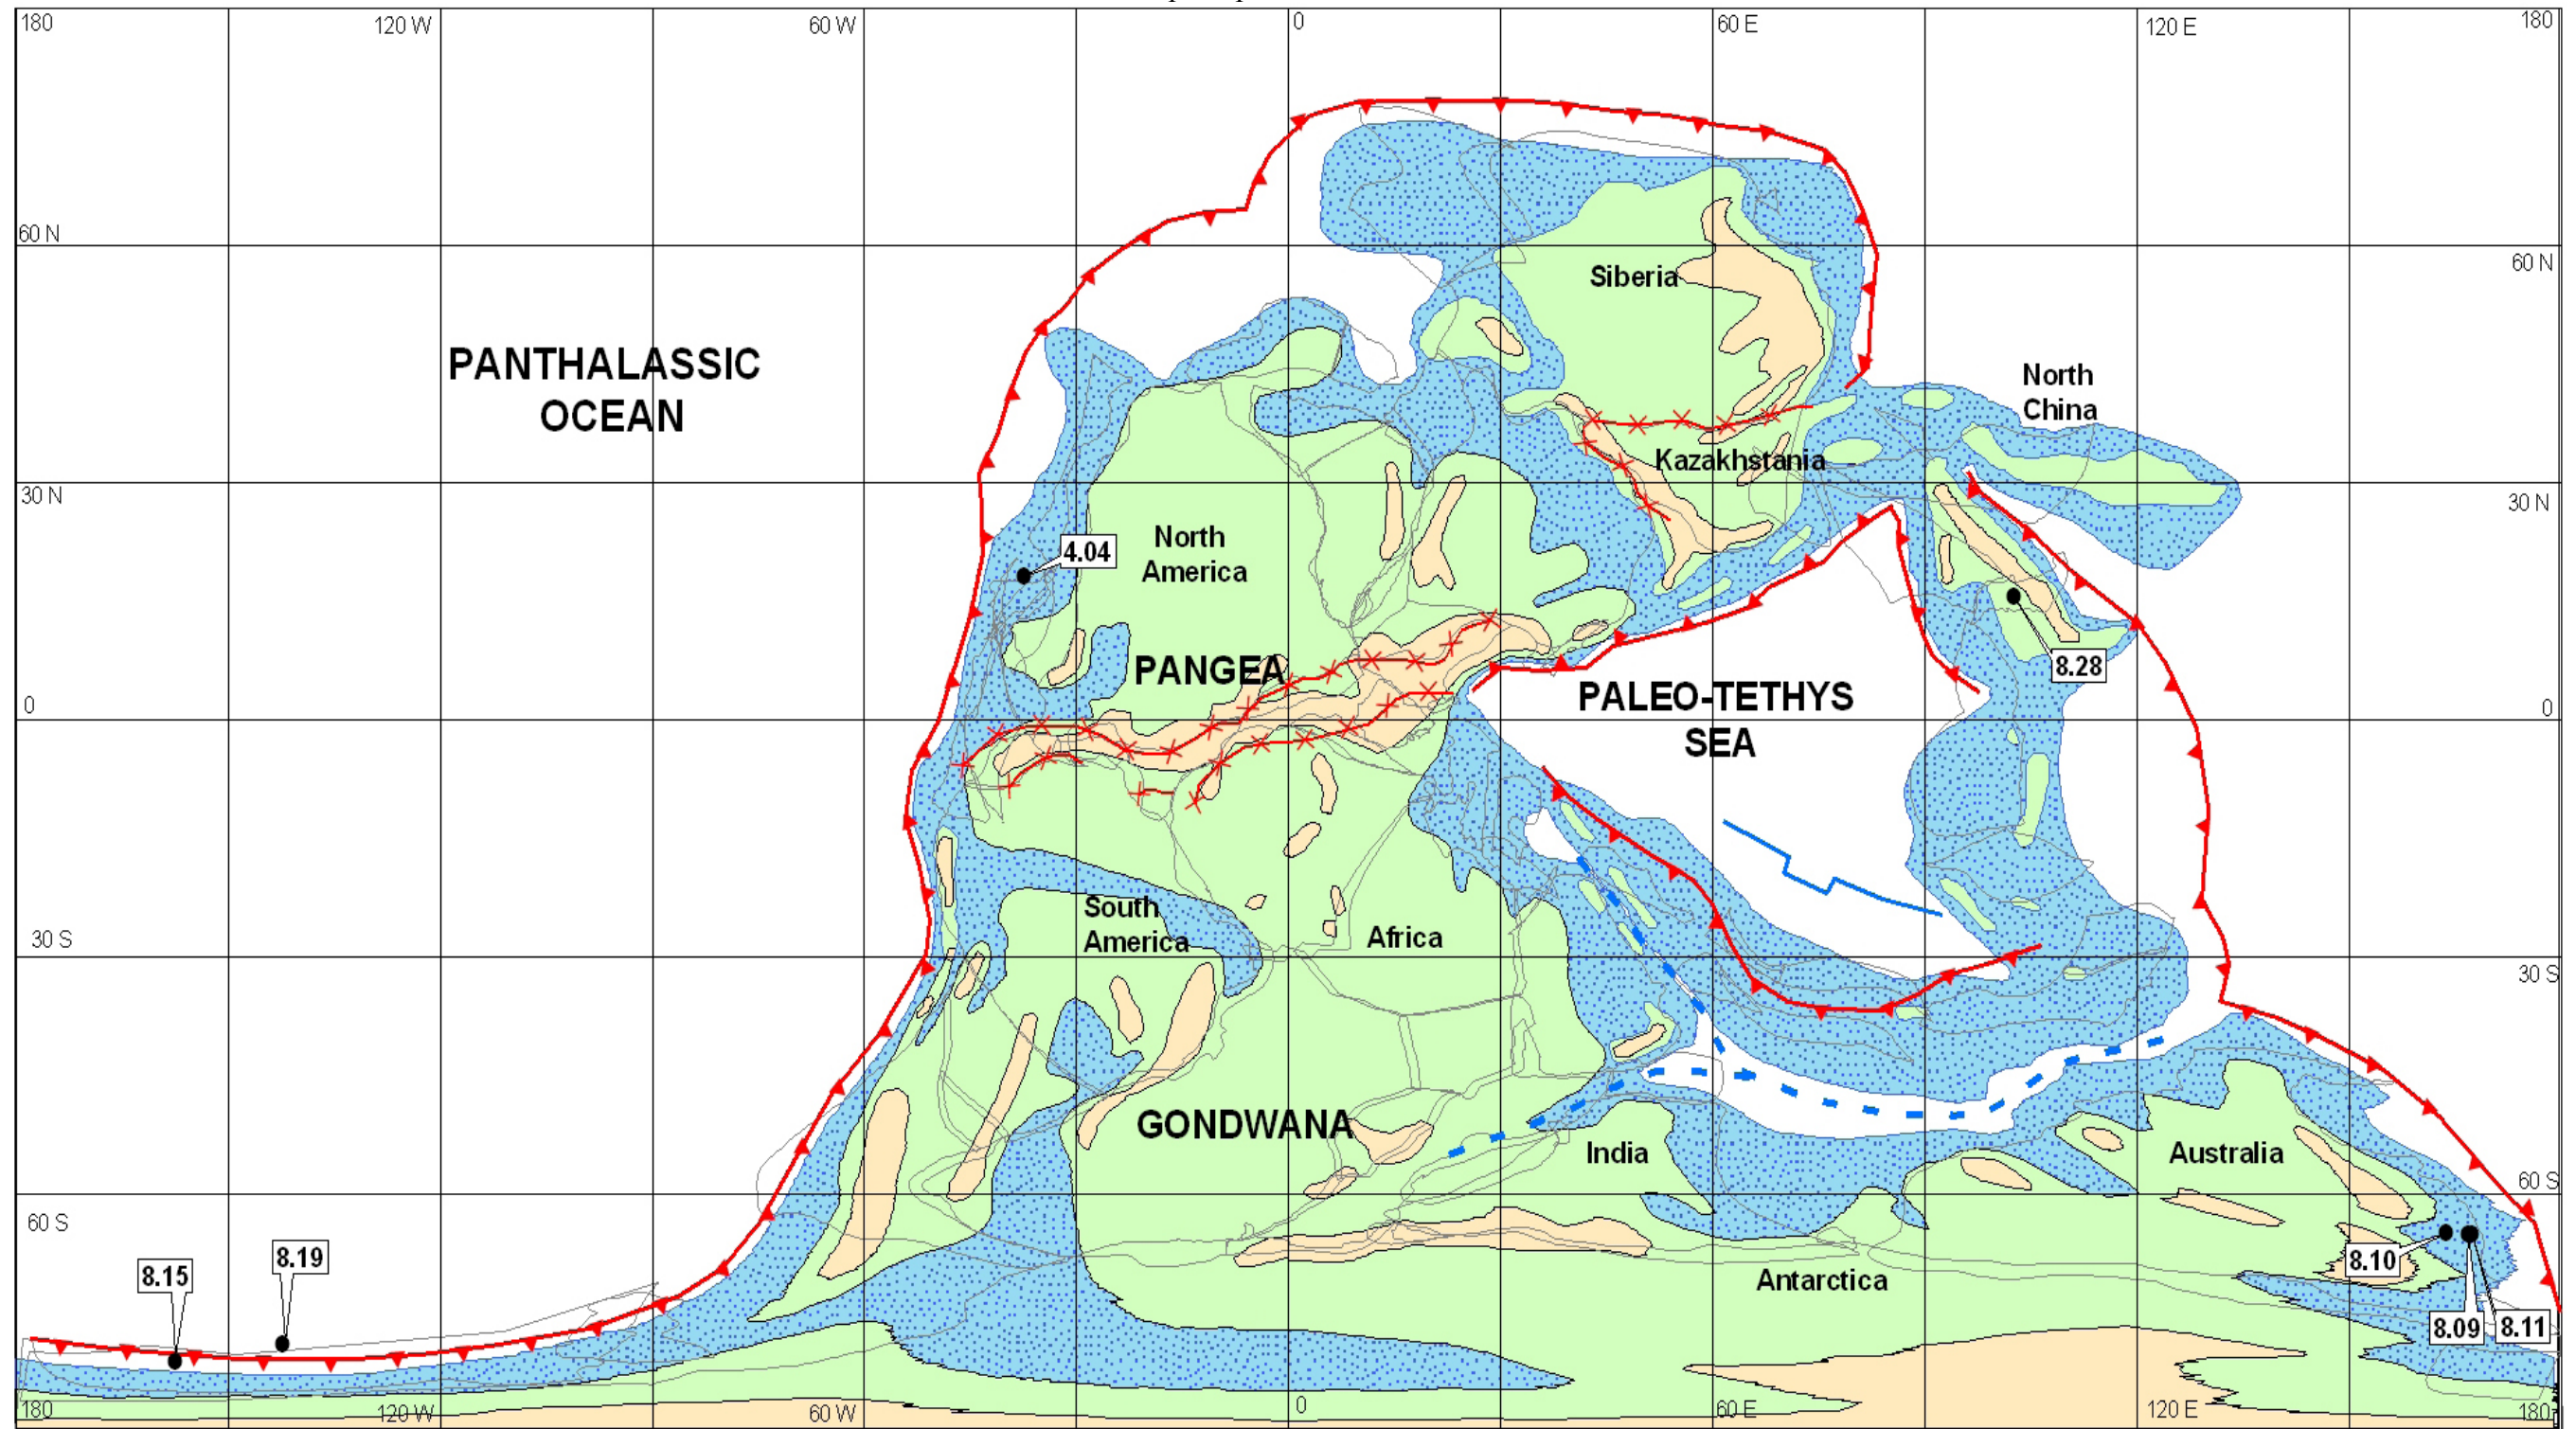 180
120 W
60 W
0
60 E
120 E
180
60 N
Siberia
60 N
PANTHALASSIC
OCEAN
North
China
Kazakhstania
30 N
30 N
North
America
4.04
8.28
PANGEA
PALEO-TETHYS
SEA
0
0
South
America
Africa
30 S
30 S
GONDWANA
India
Australia
60 S
60 S
8.15
8.19
Antarctica
8.10
8.09
8.11
180
120 W
60 W
0
60 E
120 E
180